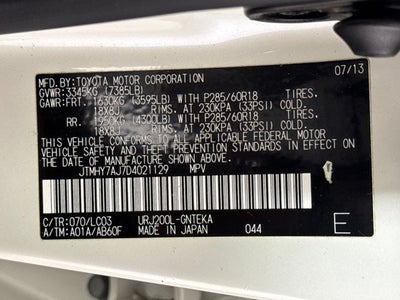 MFD. BY: TOYOTA MOTOR CORPORATION 07/13
GVWR: 3345KG (7385LB)
GAWR: FRT. 1630KG (3595LB) WITH P285/60R18 TIRES.
18X8J RIMS. AT 230KPA (33PSI) COLD.
RR. 1950KG (4300LB) WITH P285/60R18 TIRES.
18X8J RIMS. AT 230KPA (33PSI) COLD.
THIS VEHICLE CONFORMS TO ALL APPLICABLE FEDERAL MOTOR
VEHICLE SAFETY AND BUMPER STANDARDS IN EFFECT ON THE
DATE OF MANUFACTURE SHOWN ABOVE.
JTMHY7AJ7D4021129 MPV
C/TR: 070/LC03 URJ200L-GNTEKA
A/TM: A01A/AB60F MADE IN JAPAN 044 E